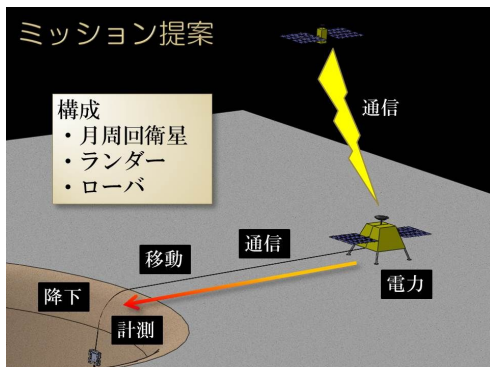 ミッション提案
構成
・月周回衛星
・ランダー
・ローバ
通信
通信
移動
電力
降下
計測